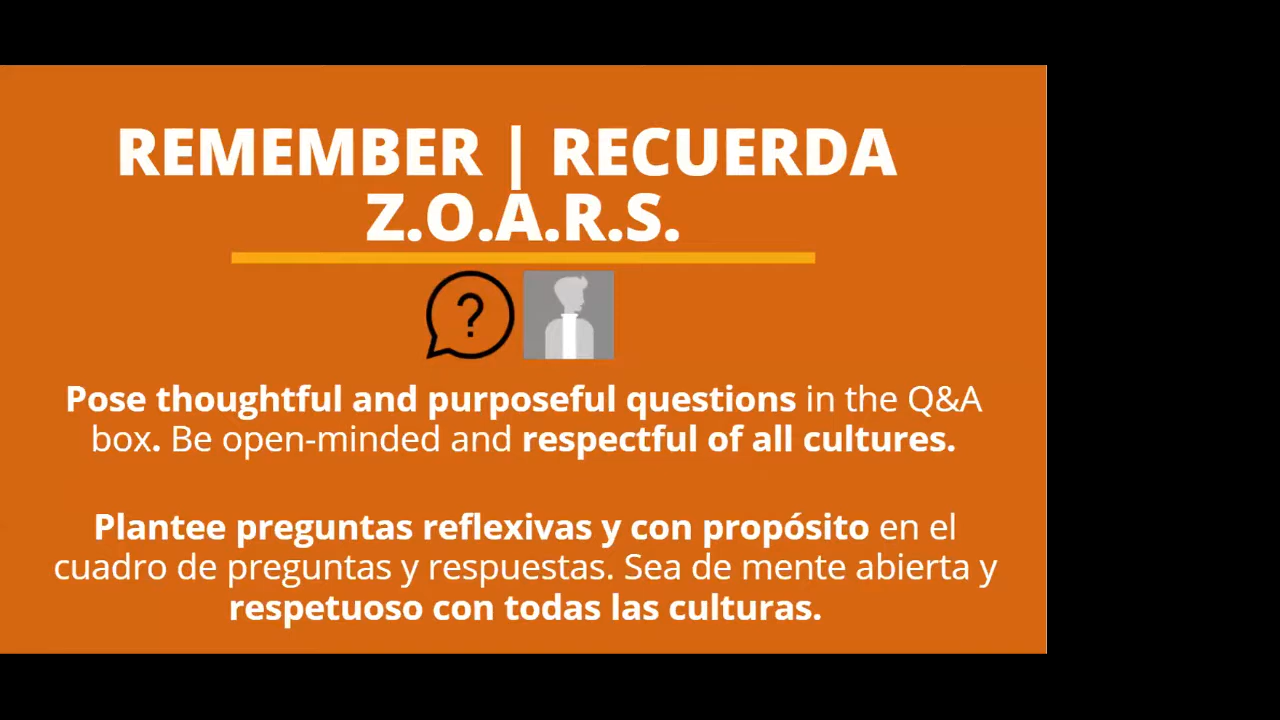 REMEMBER | RECUERDA
Z.O.A.R.S.
?
Pose thoughtful and purposeful questions in the Q&A
box. Be open-minded and respectful of all cultures.
Plantee preguntas reflexivas y con propósito en el
cuadro de preguntas y respuestas. Sea de mente abierta y
respetuoso con todas las culturas.